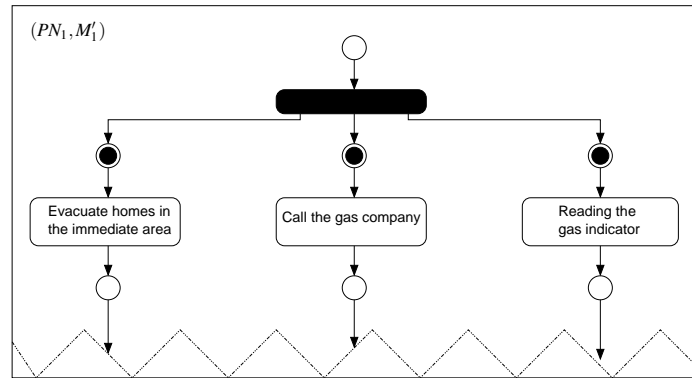 (PN₁, M′₁)
Evacuate homes in
the immediate area
Call the gas company
Reading the
gas indicator